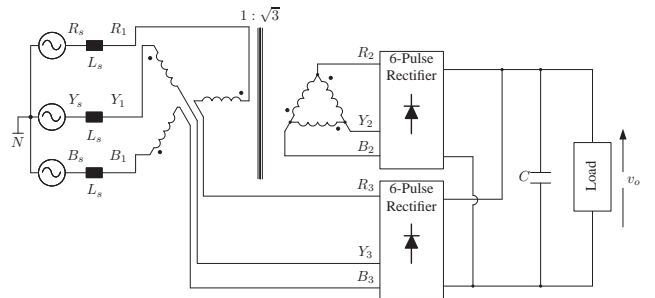 1 : √3
R_s
R_1
L_s
Y_s
Y_1
L_s
N
B_s
B_1
L_s
R_2
Y_2
B_2
6-Pulse
Rectifier
R_3
Y_3
B_3
6-Pulse
Rectifier
C
Load
v_o